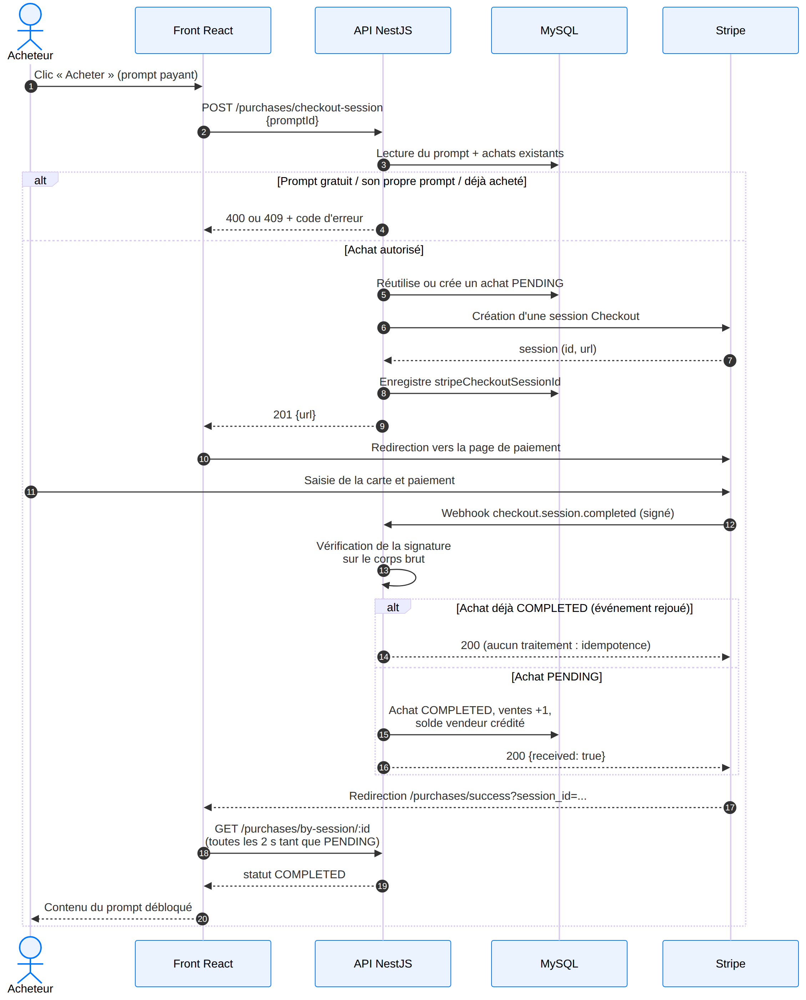 Acheteur
Front React
API NestJS
MySQL
Stripe
Clic « Acheter » (prompt payant)
1
POST /purchases/checkout-session
{promptId}
2
Lecture du prompt + achats existants
3
alt
[Prompt gratuit / son propre prompt / déjà acheté]
400 ou 409 + code d'erreur
4
[Achat autorisé]
Réutilise ou crée un achat PENDING
5
Création d'une session Checkout
6
session (id, url)
7
Enregistre stripeCheckoutSessionId
8
201 {url}
9
Redirection vers la page de paiement
10
Saisie de la carte et paiement
11
Webhook checkout.session.completed (signé)
12
Vérification de la signature
sur le corps brut
13
alt
[Achat déjà COMPLETED (événement rejoué)]
200 (aucun traitement : idempotence)
14
[Achat PENDING]
Achat COMPLETED, ventes +1,
solde vendeur crédité
15
200 {received: true}
16
Redirection /purchases/success?session_id=...
17
GET /purchases/by-session/:id
(toutes les 2 s tant que PENDING)
18
statut COMPLETED
19
Contenu du prompt débloqué
20
Acheteur
Front React
API NestJS
MySQL
Stripe